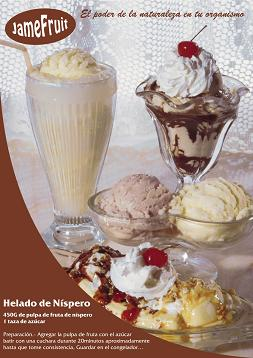 JameFruit
El poder de la naturaleza en tu organismo
Helado de Níspero
450G de pulpa de fruta de níspero
1 taza de azúcar
Preparación.- Agregar la pulpa de fruta con el azúcar
batir con una cuchara durante 20minutos aproximadamente
hasta que tome consistencia, Guardar en el congelador...